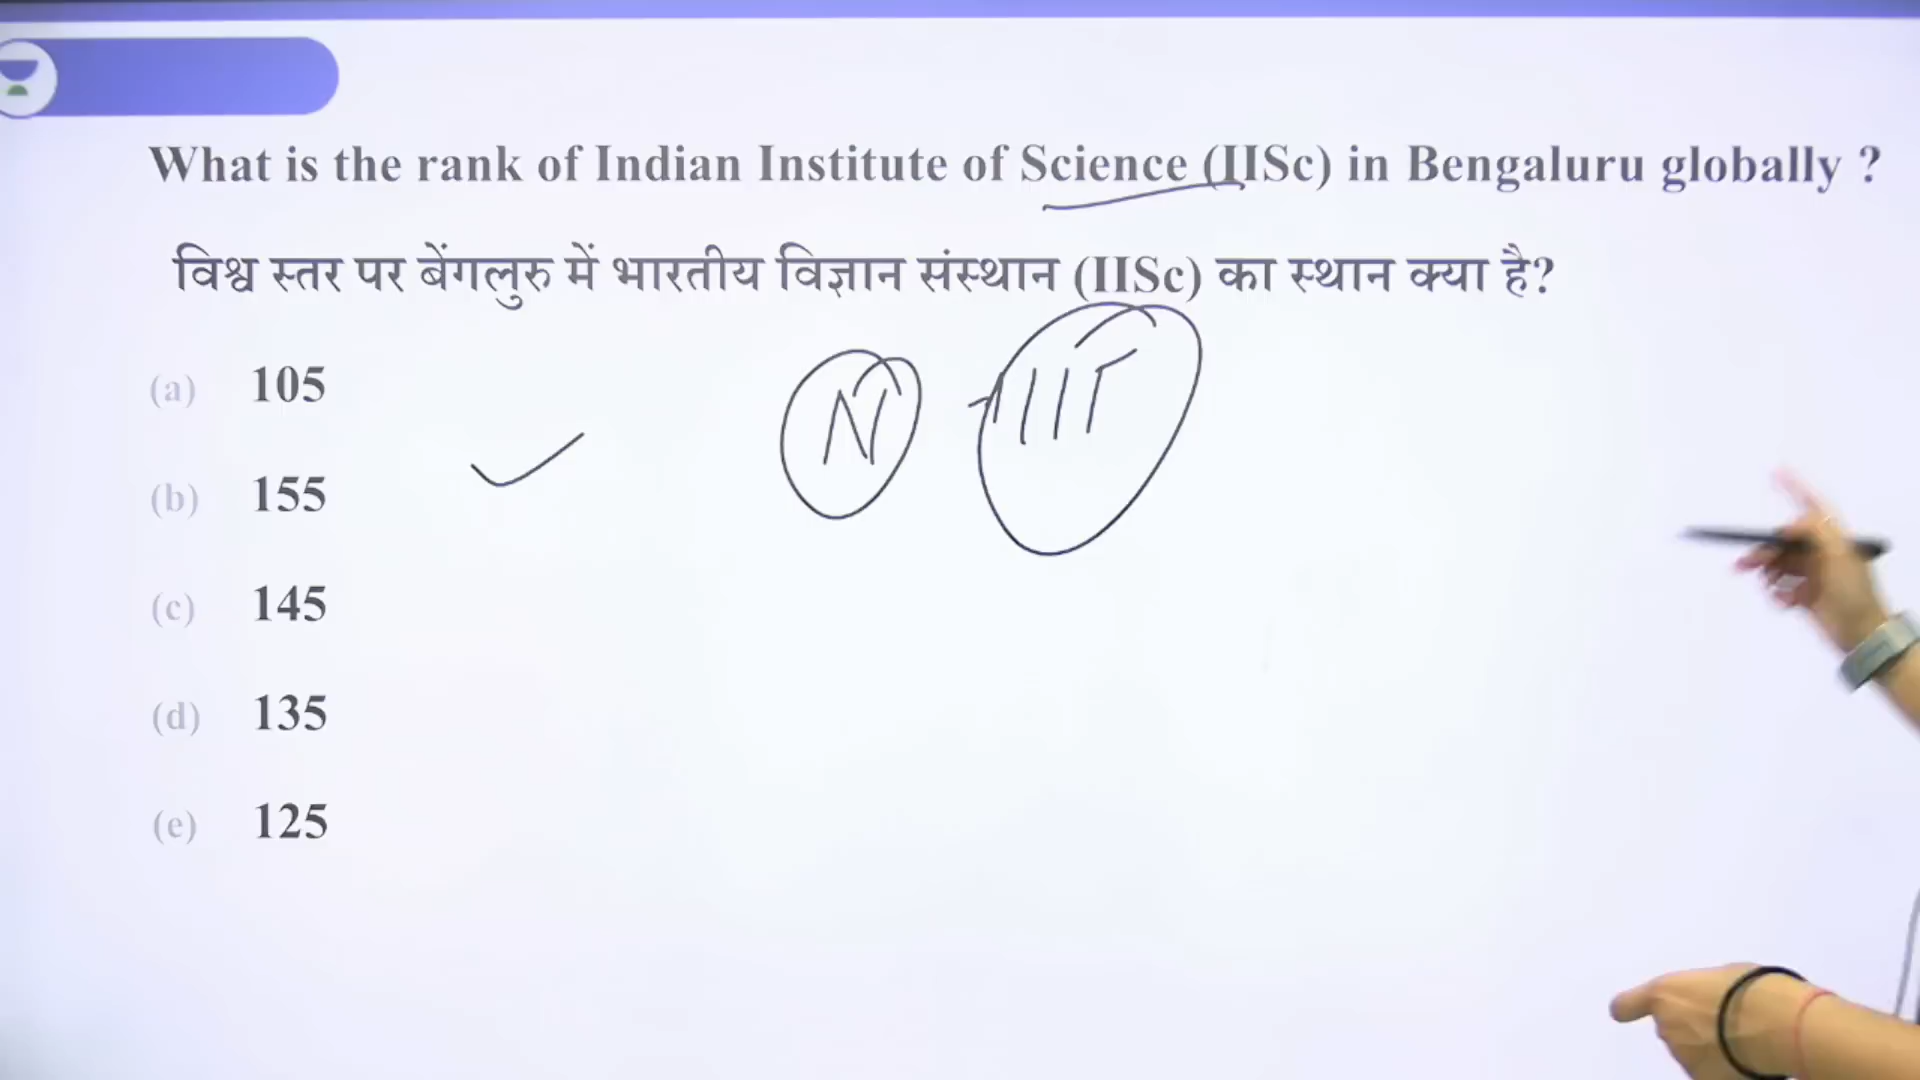 What is the rank of Indian Institute of Science (IISc) in Bengaluru globally ?
विश्व स्तर पर बेंगलुरु में भारतीय विज्ञान संस्थान (IISc) का स्थान क्या है?
(a) 105
N IIT
(b) 155
(c) 145
(d) 135
(e) 125